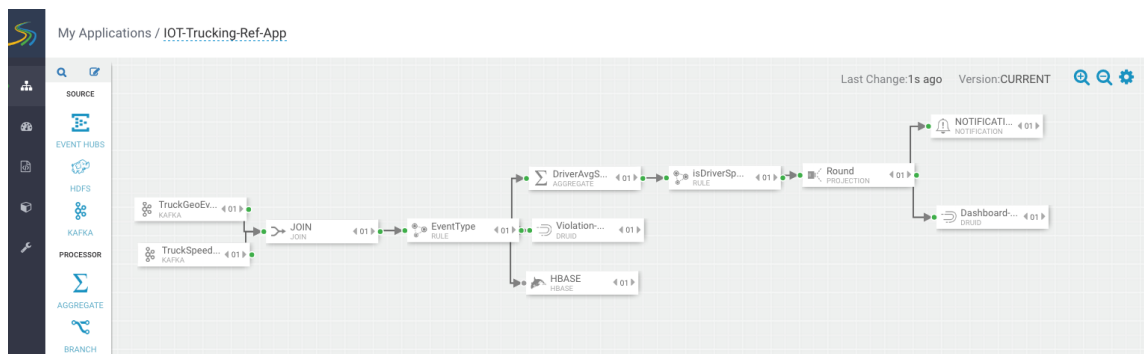 My Applications / IOT-Trucking-Ref-App
Last Change:1s ago Version:CURRENT
SOURCE
EVENT HUBS
HDFS
KAFKA
PROCESSOR
AGGREGATE
BRANCH
TruckGeoEv...
KAFKA
01
TruckSpeed...
KAFKA
01
JOIN
JOIN
01
EventType
RULE
01
DriverAvgS...
AGGREGATE
01
isDriverSp...
RULE
01
Round
PROJECTION
01
NOTIFICATI...
NOTIFICATION
01
Dashboard-...
DRUID
01
Violation-...
DRUID
01
HBASE
HBASE
01